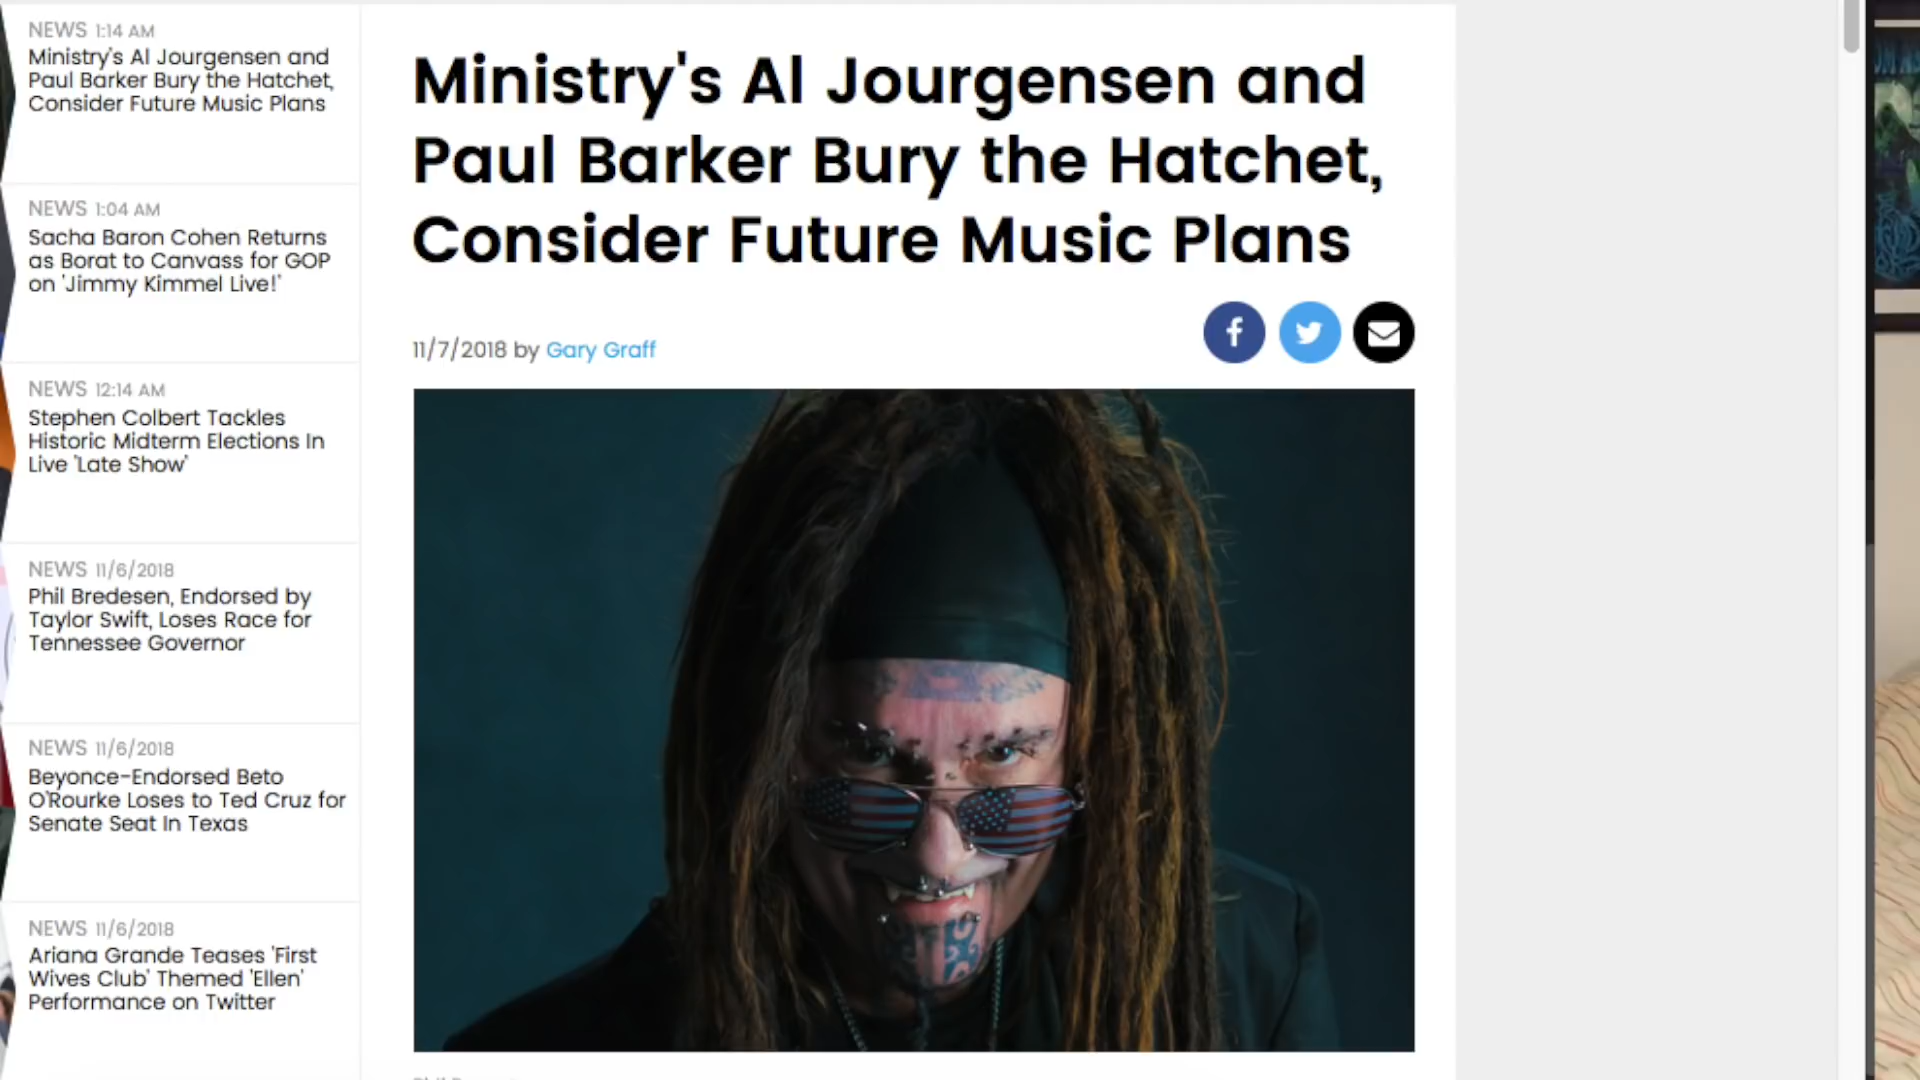 NEWS 1:14 AM
Ministry's Al Jourgensen and
Paul Barker Bury the Hatchet,
Consider Future Music Plans
NEWS 1:04 AM
Sacha Baron Cohen Returns
as Borat to Canvass for GOP
on 'Jimmy Kimmel Live!'
NEWS 12:14 AM
Stephen Colbert Tackles
Historic Midterm Elections In
Live 'Late Show'
NEWS 11/6/2018
Phil Bredesen, Endorsed by
Taylor Swift, Loses Race for
Tennessee Governor
NEWS 11/6/2018
Beyonce-Endorsed Beto
O'Rourke Loses to Ted Cruz for
Senate Seat In Texas
NEWS 11/6/2018
Ariana Grande Teases 'First
Wives Club' Themed 'Ellen'
Performance on Twitter
Ministry's Al Jourgensen and
Paul Barker Bury the Hatchet,
Consider Future Music Plans
11/7/2018 by Gary Graff